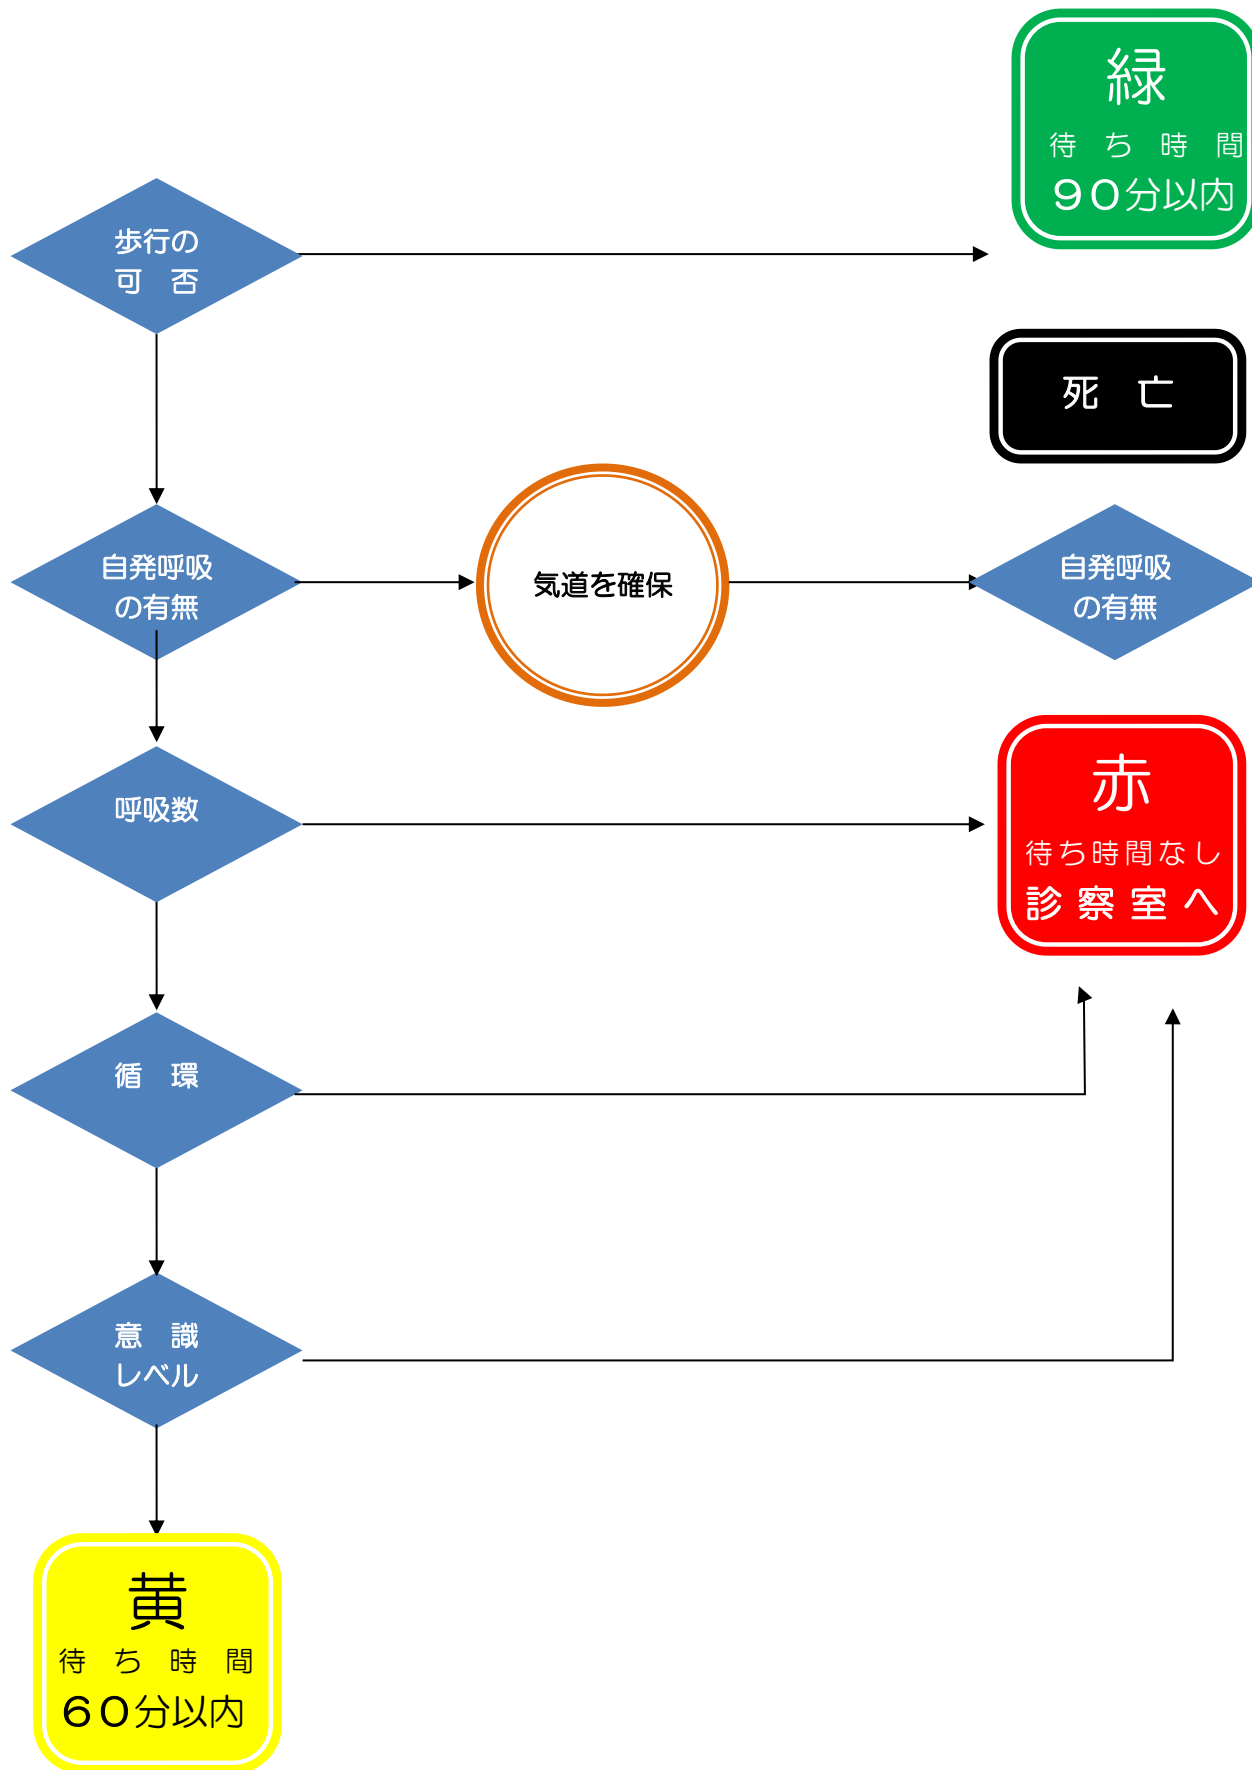 緑
待　ち　時　間
９０分以内
歩行の
可　否
死　亡
自発呼吸
の有無
気道を確保
自発呼吸
の有無
呼吸数
赤
待ち時間なし
診察室へ
循　環
意　識
レベル
黄
待　ち　時　間
６０分以内